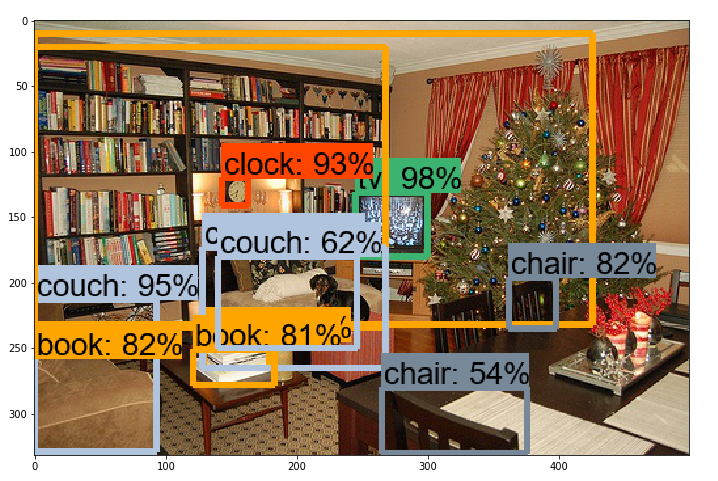 0
50
100
150
200
250
300
clock: 93%
tv: 98%
couch: 62%
chair: 82%
couch: 95%
book: 82%
book: 81%
chair: 54%
0
100
200
300
400